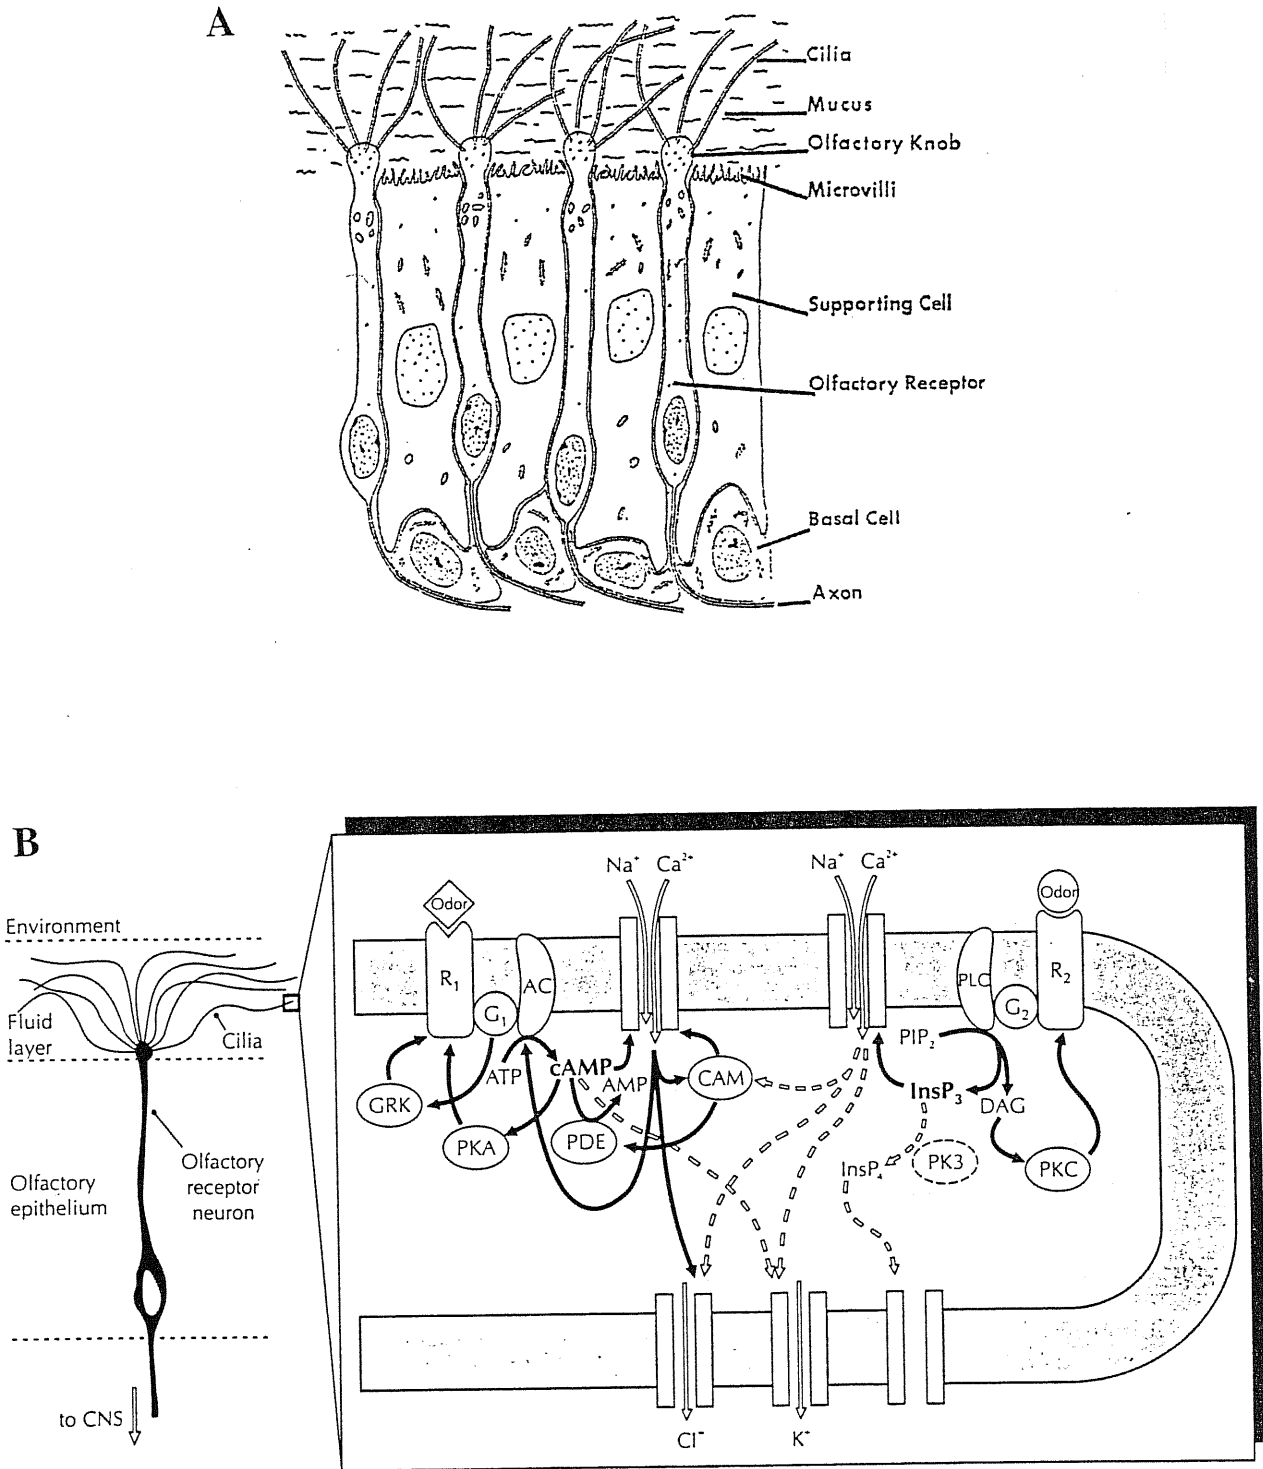 A
Cilia
Mucus
Olfactory Knob
Microvilli
Supporting Cell
Olfactory Receptor
Basal Cell
Axon
B
Environment
Fluid
layer
Cilia
Olfactory
receptor
neuron
Olfactory
epithelium
to CNS
Na⁺ Ca²⁺
Na⁺ Ca²⁺
Odor
Odor
R₁
G₁
AC
PLC
G₂
R₂
ATP
cAMP
AMP
CAM
GRK
PKA
PDE
PIP₂
InsP₃
DAG
InsP₄
PK3
PKC
Cl⁻
K⁺